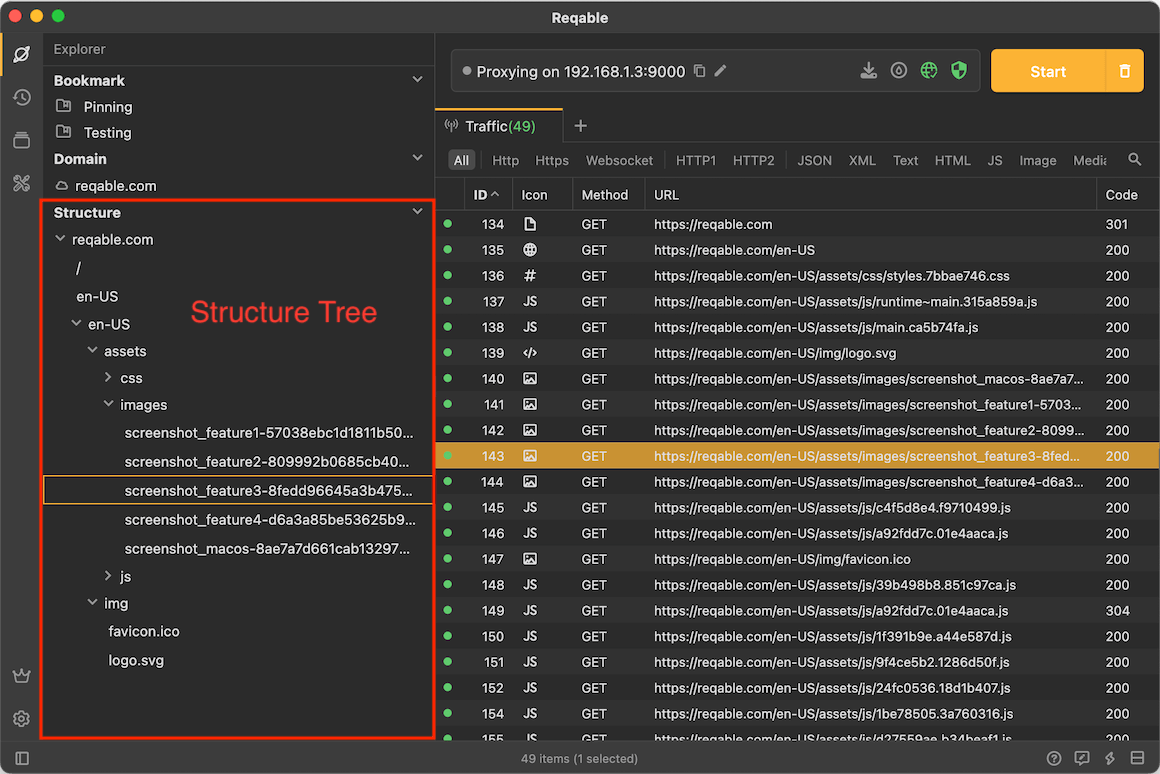 Reqable
Explorer
Bookmark
Pinning
Testing
Domain
reqable.com
Structure
reqable.com
/
en-US
en-US
assets
css
images
screenshot_feature1-57038ebc1d1811b50...
screenshot_feature2-809992b0685cb40...
screenshot_feature3-8fedd96645a3b475...
screenshot_feature4-d6a3a85be53625b9...
screenshot_macos-8ae7a7d661cab13297...
js
img
favicon.ico
logo.svg
Structure Tree
Proxying on 192.168.1.3:9000
Start
Traffic(49)
All Http Https Websocket HTTP1 HTTP2 JSON XML Text HTML JS Image Media
ID Icon Method URL Code
134 GET https://reqable.com 301
135 GET https://reqable.com/en-US 200
136 # GET https://reqable.com/en-US/assets/css/styles.7bbae746.css 200
137 JS GET https://reqable.com/en-US/assets/js/runtime~main.315a859a.js 200
138 JS GET https://reqable.com/en-US/assets/js/main.ca5b74fa.js 200
139 </> GET https://reqable.com/en-US/img/logo.svg 200
140 GET https://reqable.com/en-US/assets/images/screenshot_macos-8ae7a7... 200
141 GET https://reqable.com/en-US/assets/images/screenshot_feature1-5703... 200
142 GET https://reqable.com/en-US/assets/images/screenshot_feature2-8099... 200
143 GET https://reqable.com/en-US/assets/images/screenshot_feature3-8fed... 200
144 GET https://reqable.com/en-US/assets/images/screenshot_feature4-d6a3... 200
145 JS GET https://reqable.com/en-US/assets/js/c4f5d8e4.f9710499.js 200
146 JS GET https://reqable.com/en-US/assets/js/a92fdd7c.01e4aaca.js 200
147 GET https://reqable.com/en-US/img/favicon.ico 200
148 JS GET https://reqable.com/en-US/assets/js/39b498b8.851c97ca.js 200
149 JS GET https://reqable.com/en-US/assets/js/a92fdd7c.01e4aaca.js 304
150 JS GET https://reqable.com/en-US/assets/js/1f391b9e.a44e587d.js 200
151 JS GET https://reqable.com/en-US/assets/js/9f4ce5b2.1286d50f.js 200
152 JS GET https://reqable.com/en-US/assets/js/24fc0536.18d1b407.js 200
154 JS GET https://reqable.com/en-US/assets/js/1be78505.3a760316.js 200
155 JS GET https://reqable.com/en-US/assets/js/d27559ae.b34beaf1.js 200
49 items (1 selected)